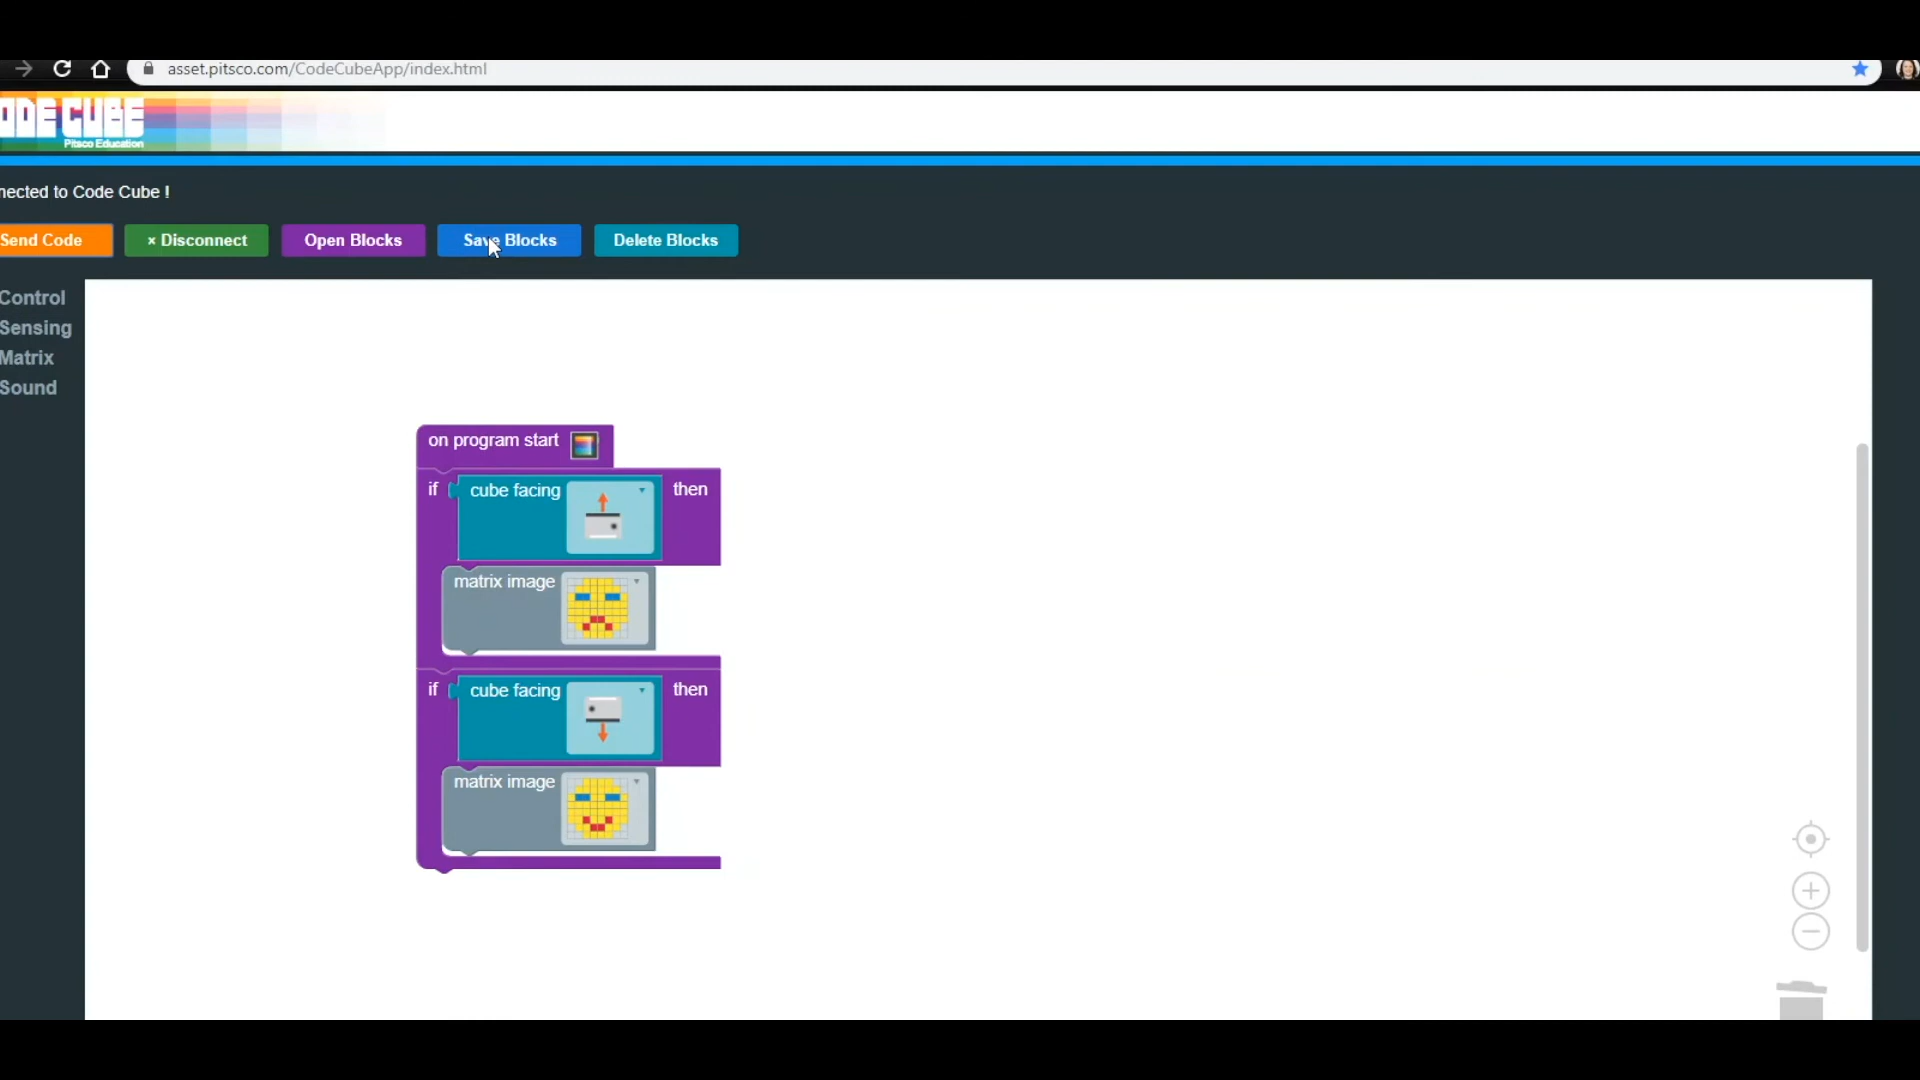 asset.pitsco.com/CodeCubeApp/index.html
ODE CUBE
Pitsco Education
nected to Code Cube !
Send Code
× Disconnect
Open Blocks
Save Blocks
Delete Blocks
Control
Sensing
Matrix
Sound
on program start
if cube facing then
matrix image
if cube facing then
matrix image